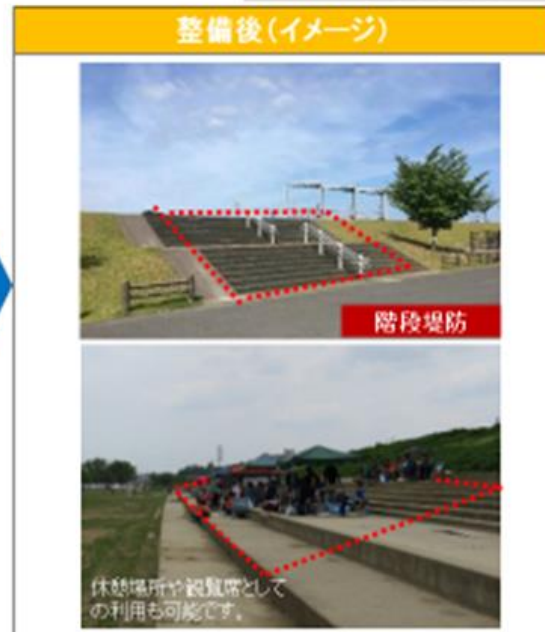 整備後(イメージ)
階段堤防
休憩場所や観覧席として
の利用も可能です。